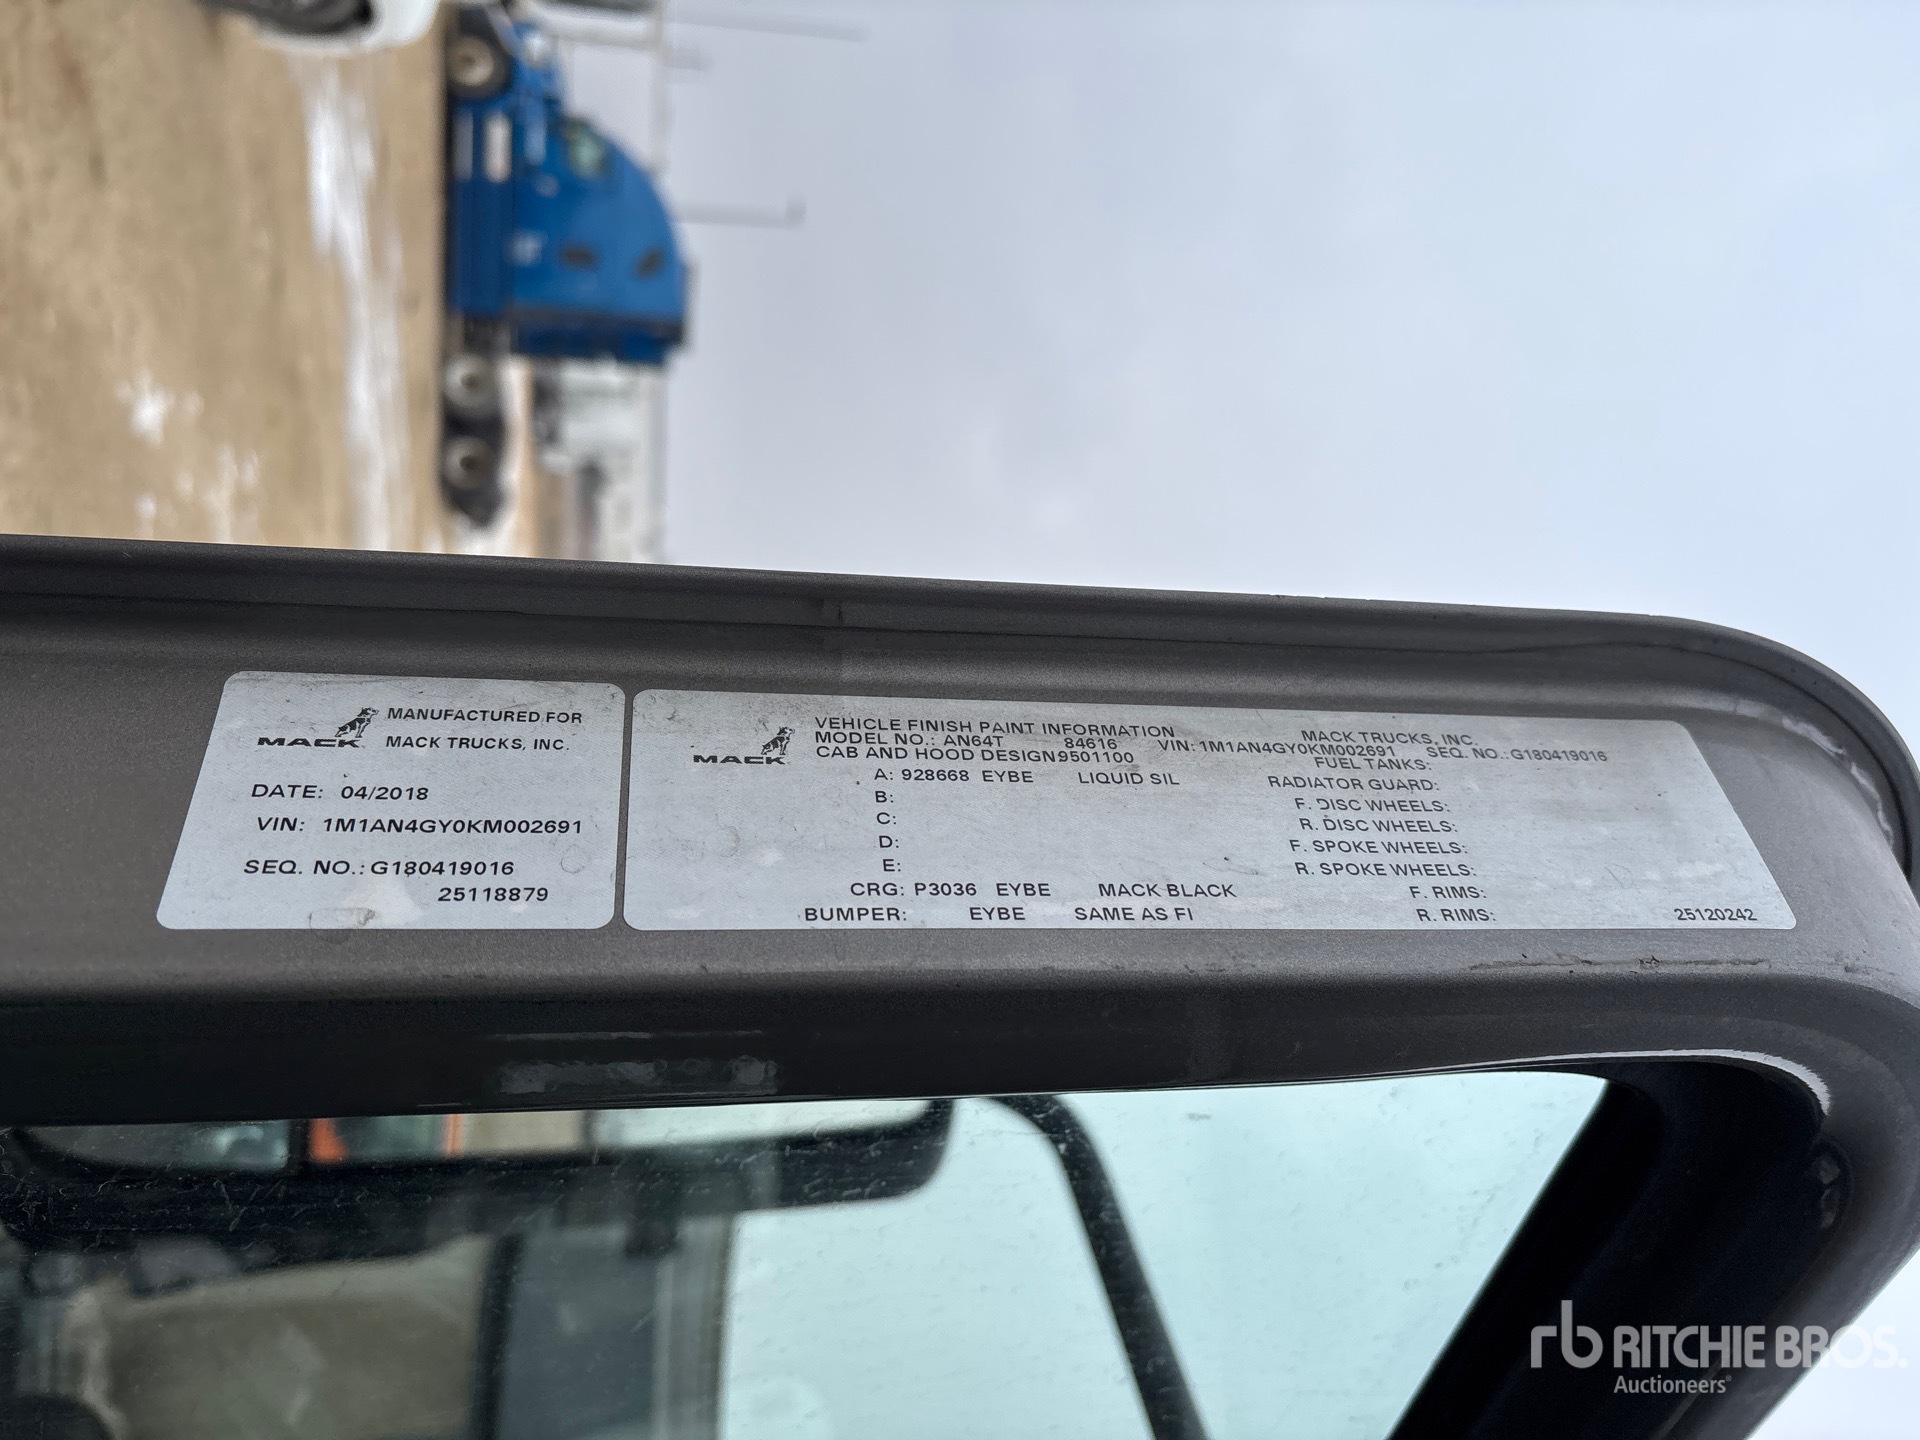 MACK
MANUFACTURED FOR
MACK TRUCKS, INC.
DATE: 04/2018
VIN: 1M1AN4GY0KM002691
SEQ. NO.: G180419016
25118879
MACK
VEHICLE FINISH PAINT INFORMATION MACK TRUCKS, INC.
MODEL NO.: AN64T 84616 VIN: 1M1AN4GY0KM002691 SEQ. NO.: G180419016
CAB AND HOOD DESIGN9501100 FUEL TANKS:
A: 928668 EYBE LIQUID SIL RADIATOR GUARD:
B: F. DISC WHEELS:
C: R. DISC WHEELS:
D: F. SPOKE WHEELS:
E: R. SPOKE WHEELS:
CRG: P3036 EYBE MACK BLACK F. RIMS:
BUMPER: EYBE SAME AS FI R. RIMS: 25120242
rb RITCHIE BROS.
Auctioneers®